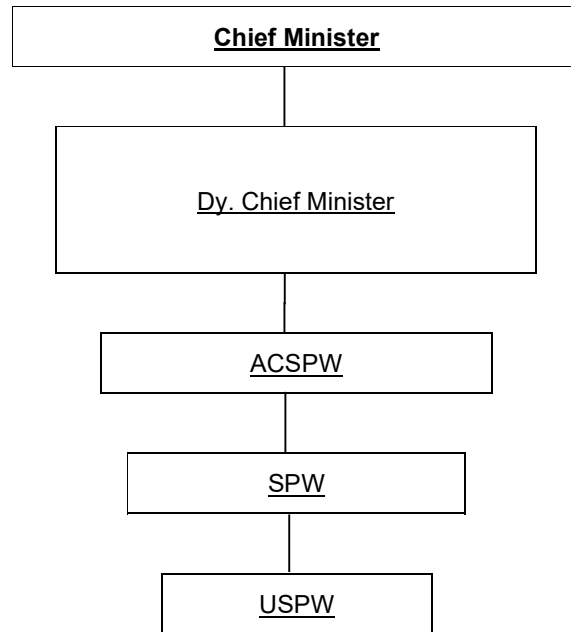 Chief Minister
Dy. Chief Minister
ACSPW
SPW
USPW